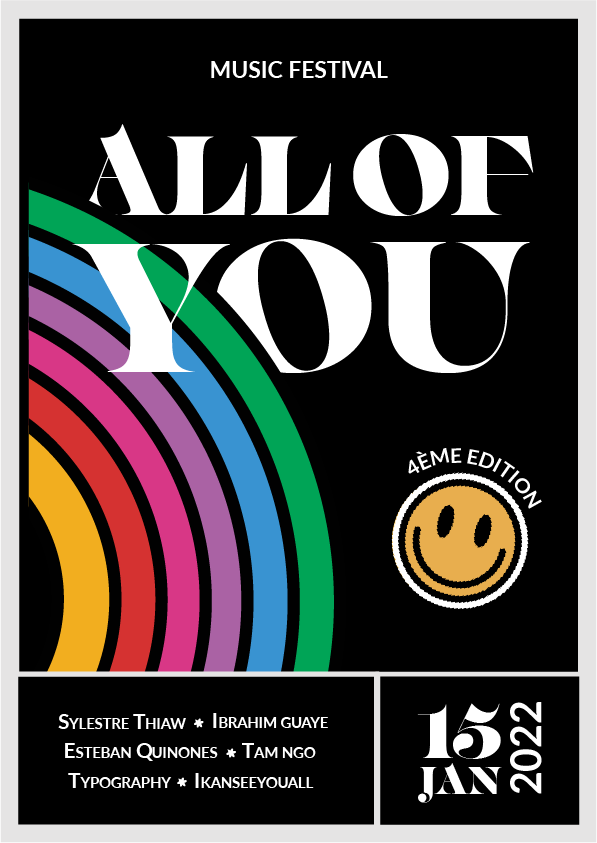 MUSIC FESTIVAL
ALL OF
YOU
4ÈME EDITION
SYLESTRE THIAW * IBRAHIM GUAYE
ESTEBAN QUINONES * TAM NGO
TYPOGRAPHY * IKANSEEYOUALL
15
JAN
2022